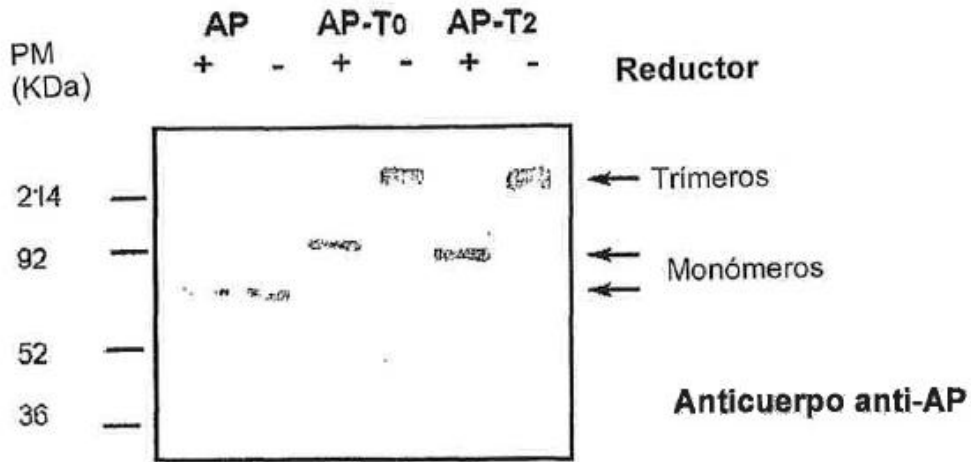 AP AP-T0 AP-T2
PM (KDa)
+ - + - + - Reductor
214
Trímeros
92
Monómeros
52
36
Anticuerpo anti-AP